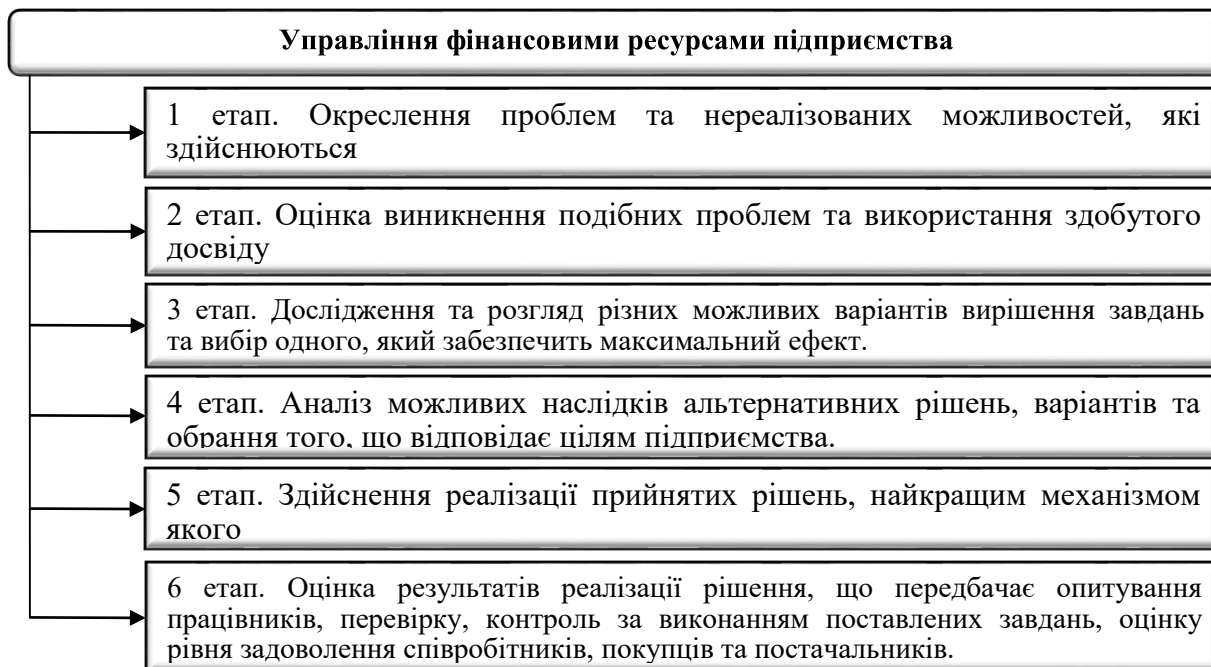 Управління фінансовими ресурсами підприємства
1 етап. Окреслення проблем та нереалізованих можливостей, які
здійснюються
2 етап. Оцінка виникнення подібних проблем та використання здобутого
досвіду
3 етап. Дослідження та розгляд різних можливих варіантів вирішення завдань
та вибір одного, який забезпечить максимальний ефект.
4 етап. Аналіз можливих наслідків альтернативних рішень, варіантів та
обрання того, що відповідає цілям підприємства.
5 етап. Здійснення реалізації прийнятих рішень, найкращим механізмом
якого
6 етап. Оцінка результатів реалізації рішення, що передбачає опитування
працівників, перевірку, контроль за виконанням поставлених завдань, оцінку
рівня задоволення співробітників, покупців та постачальників.